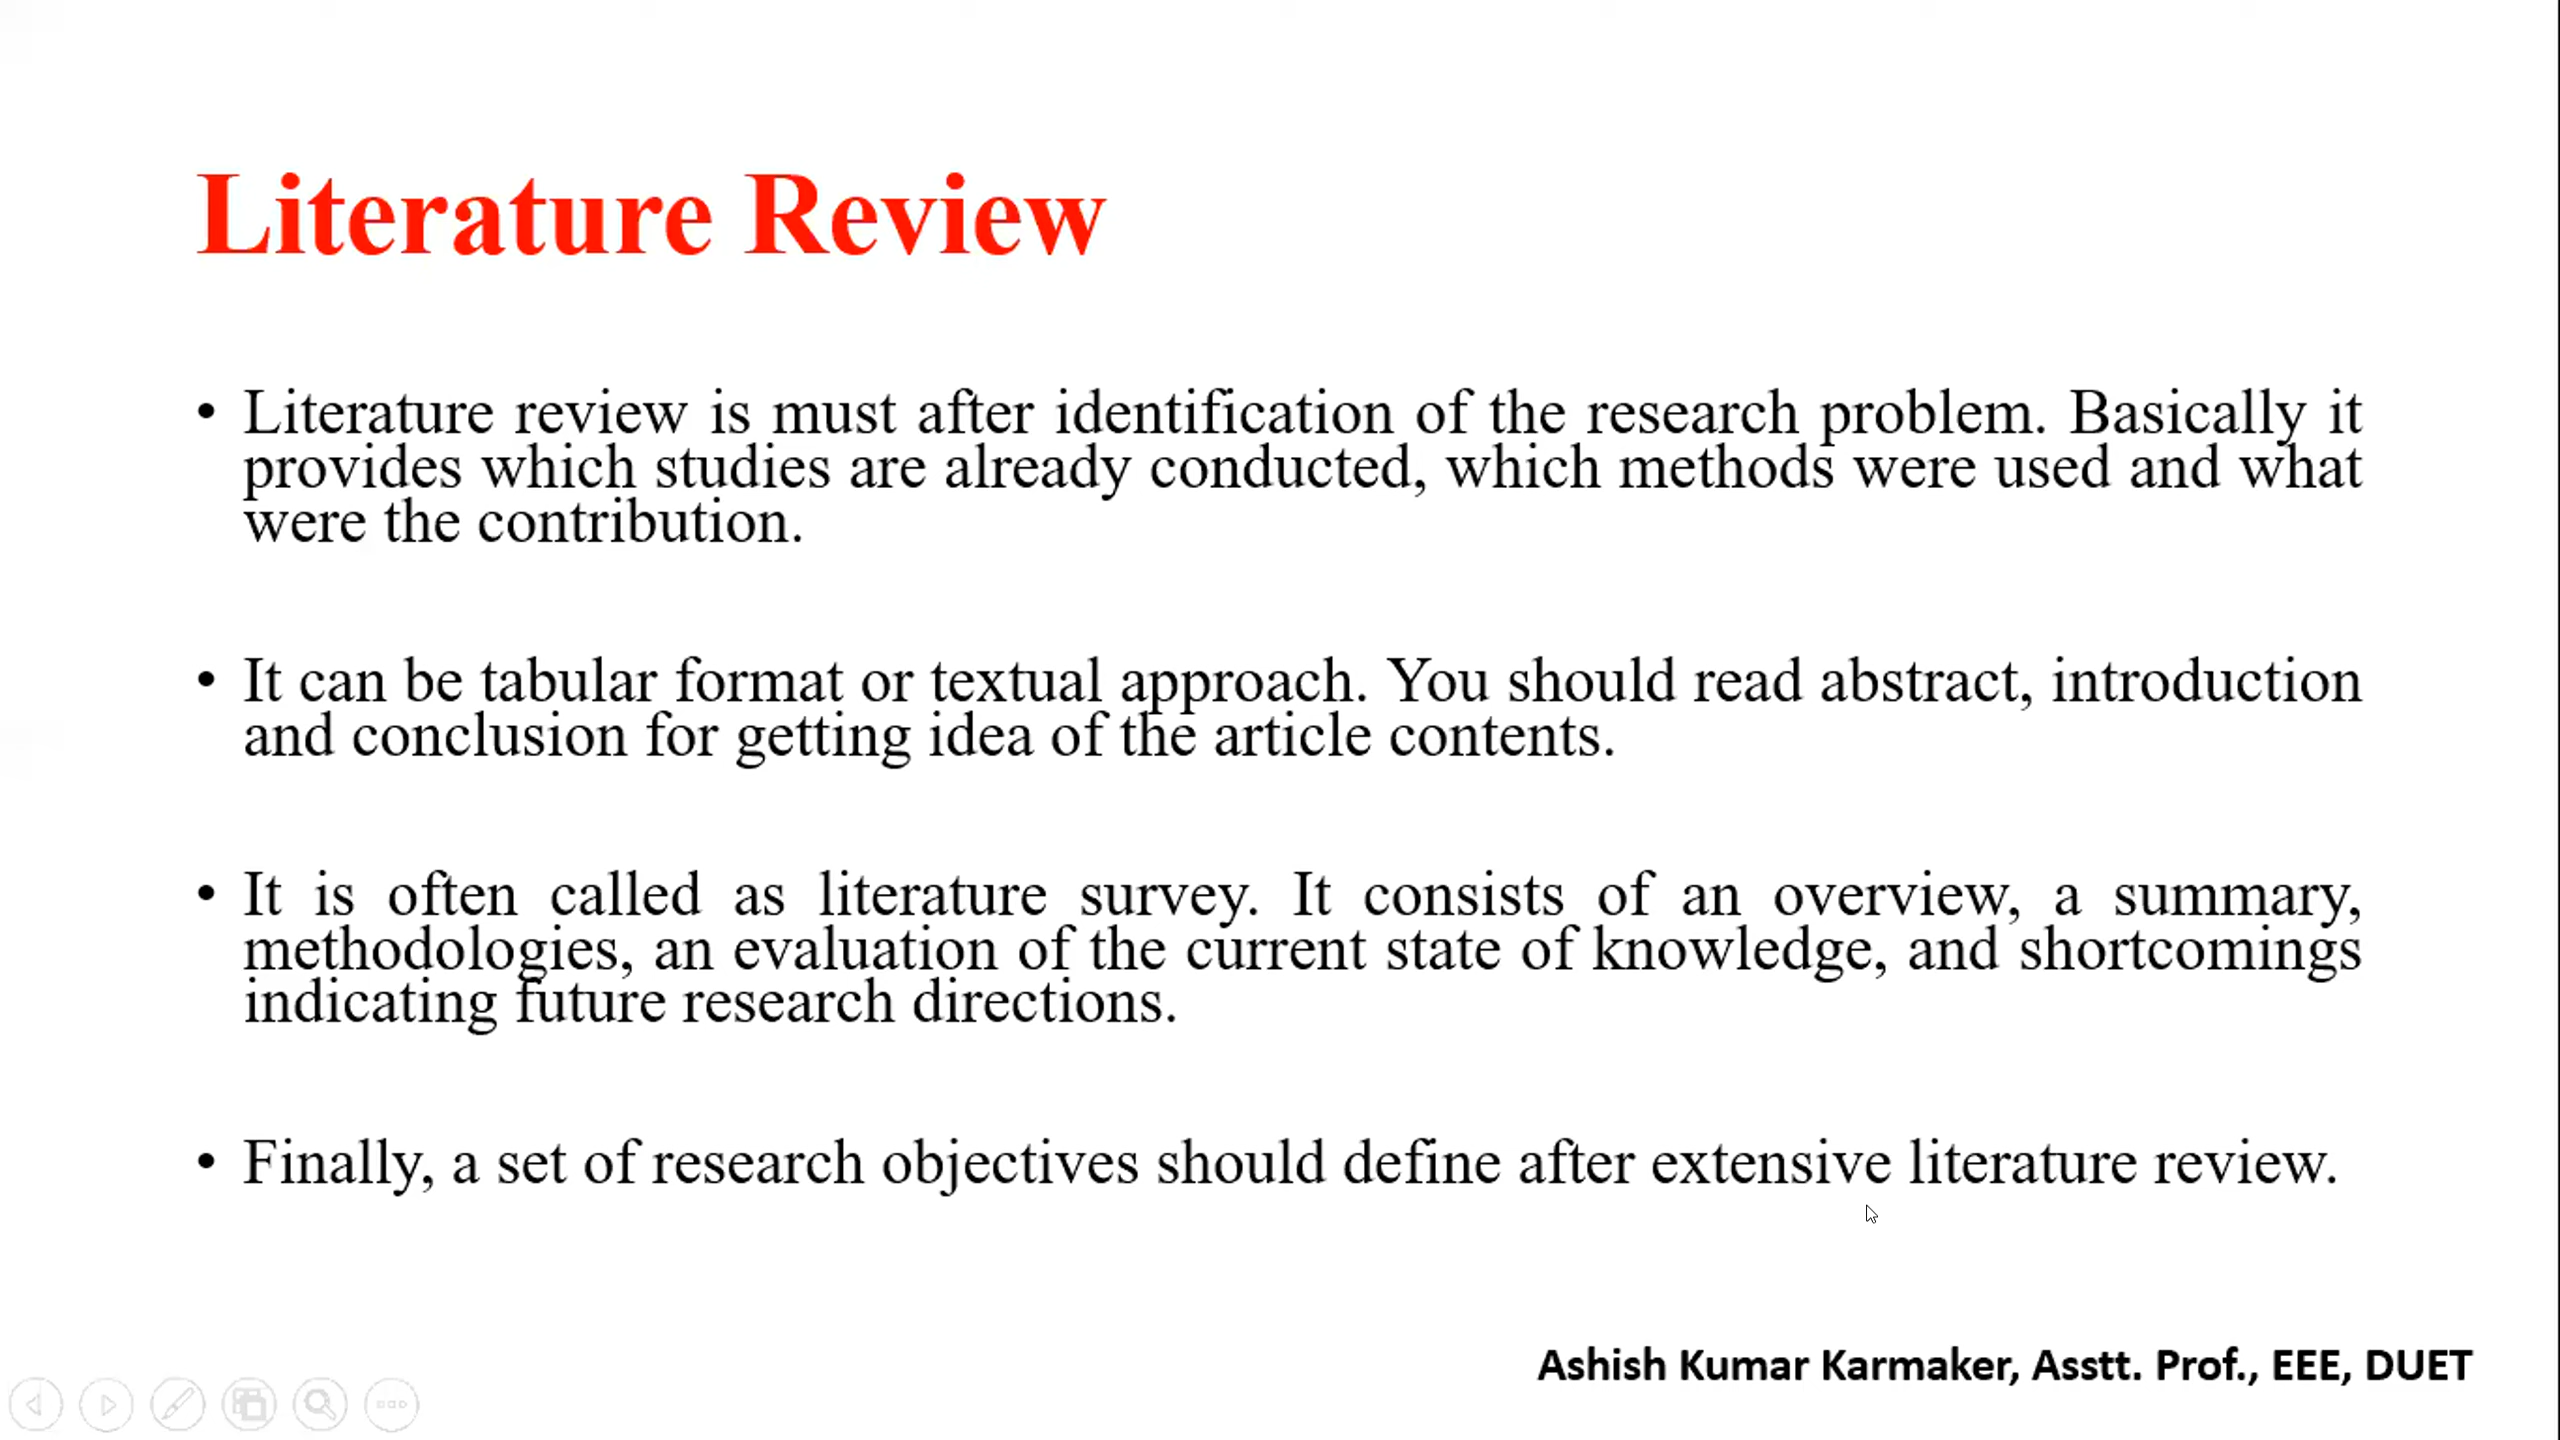 Literature Review
• Literature review is must after identification of the research problem. Basically it
provides which studies are already conducted, which methods were used and what
were the contribution.
• It can be tabular format or textual approach. You should read abstract, introduction
and conclusion for getting idea of the article contents.
• It is often called as literature survey. It consists of an overview, a summary,
methodologies, an evaluation of the current state of knowledge, and shortcomings
indicating future research directions.
• Finally, a set of research objectives should define after extensive literature review.
Ashish Kumar Karmaker, Asstt. Prof., EEE, DUET